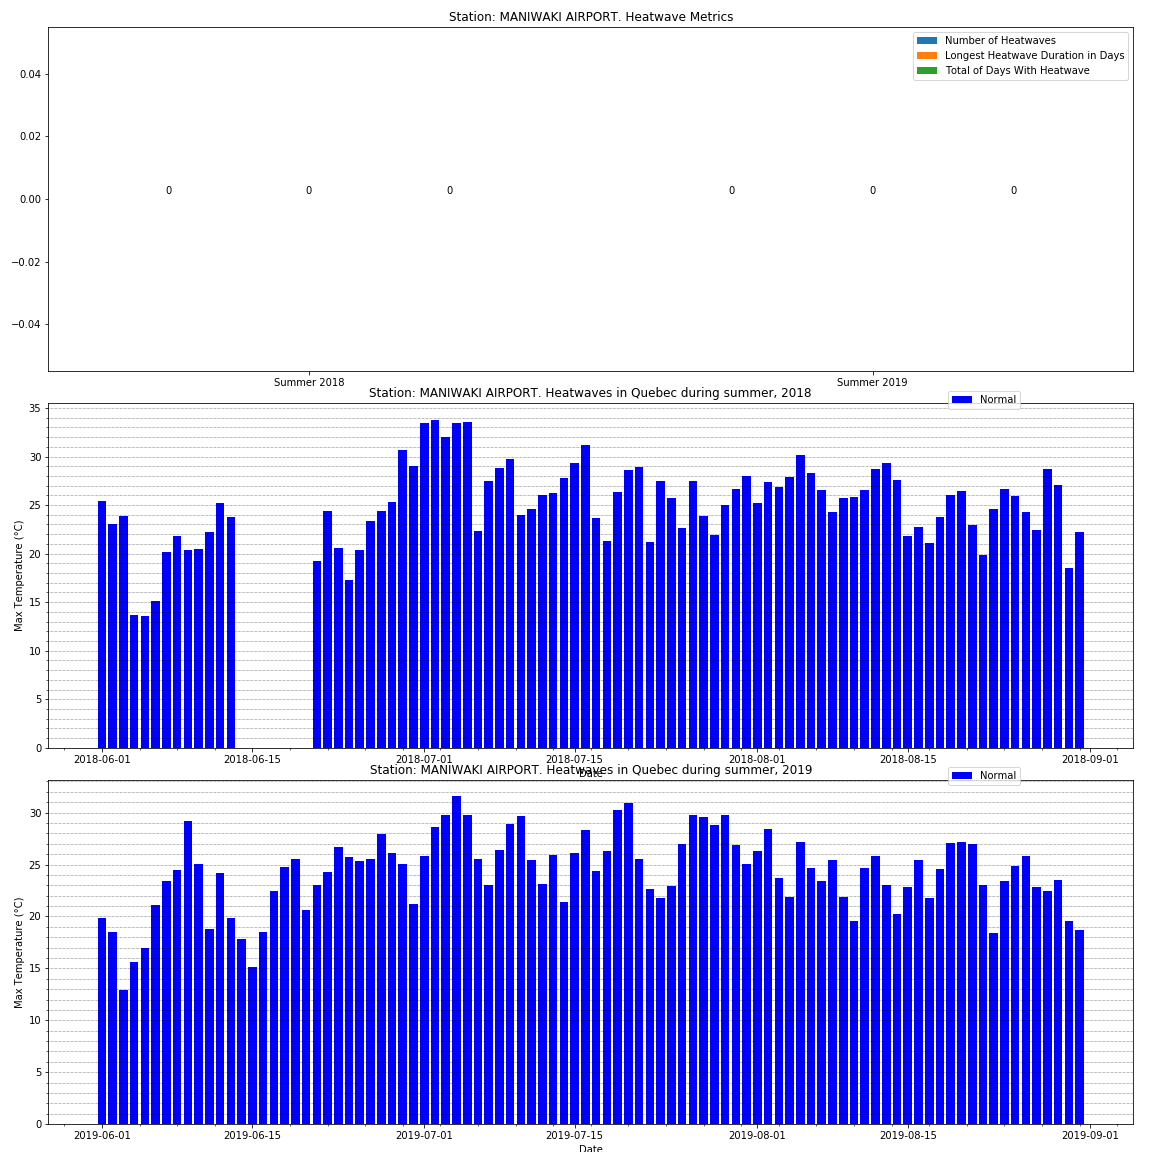 Station: MANIWAKI AIRPORT. Heatwave Metrics
Number of Heatwaves
Longest Heatwave Duration in Days
Total of Days With Heatwave
0.04
0.02
0.00
−0.02
−0.04
0 0 0 0 0 0
Summer 2018 Summer 2019
Station: MANIWAKI AIRPORT. Heatwaves in Quebec during summer, 2018
Normal
Max Temperature (°C)
35
30
25
20
15
10
5
0
2018-06-01 2018-06-15 2018-07-01 2018-07-15 2018-08-01 2018-08-15 2018-09-01
Date
Station: MANIWAKI AIRPORT. Heatwaves in Quebec during summer, 2019
Normal
Max Temperature (°C)
30
25
20
15
10
5
0
2019-06-01 2019-06-15 2019-07-01 2019-07-15 2019-08-01 2019-08-15 2019-09-01
Date